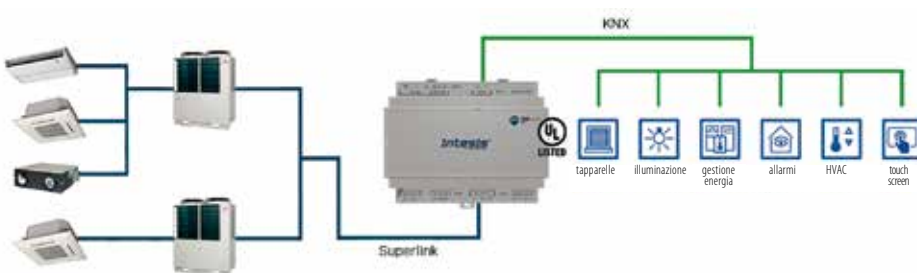 KNX
Intesis
UL
LISTED
tapparelle
illuminazione
gestione
energia
allarmi
HVAC
touch
screen
Superlink